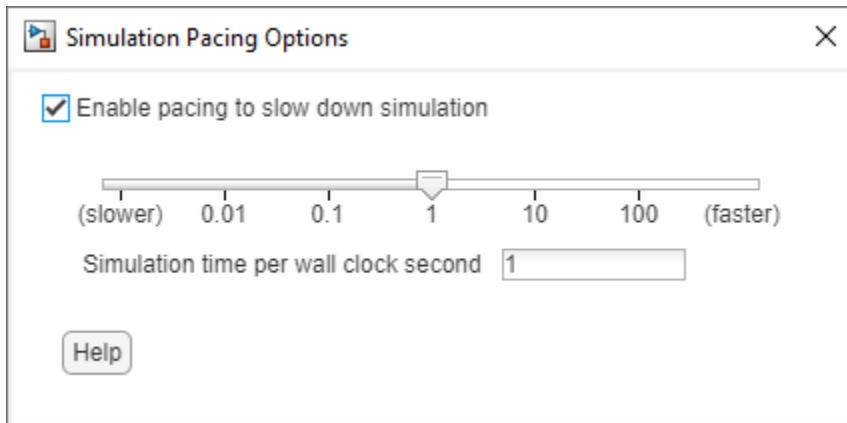 Simulation Pacing Options
Enable pacing to slow down simulation
(slower) 0.01 0.1 1 10 100 (faster)
Simulation time per wall clock second 1
Help